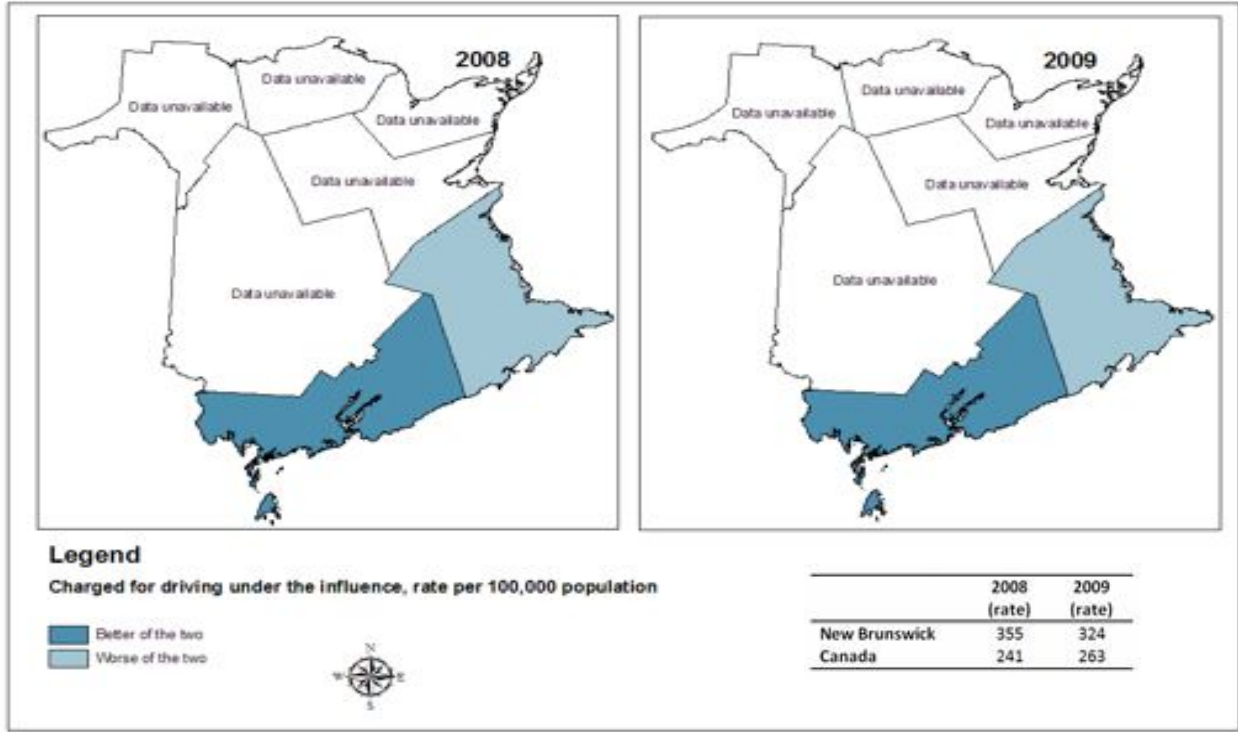 2008
Data unavailable
Data unavailable
Data unavailable
Data unavailable
Data unavailable
2009
Data unavailable
Data unavailable
Data unavailable
Data unavailable
Data unavailable
Legend
Charged for driving under the influence, rate per 100,000 population
Better of the two
Worse of the two
N
W E
S
2008 2009
(rate) (rate)
New Brunswick 355 324
Canada 241 263